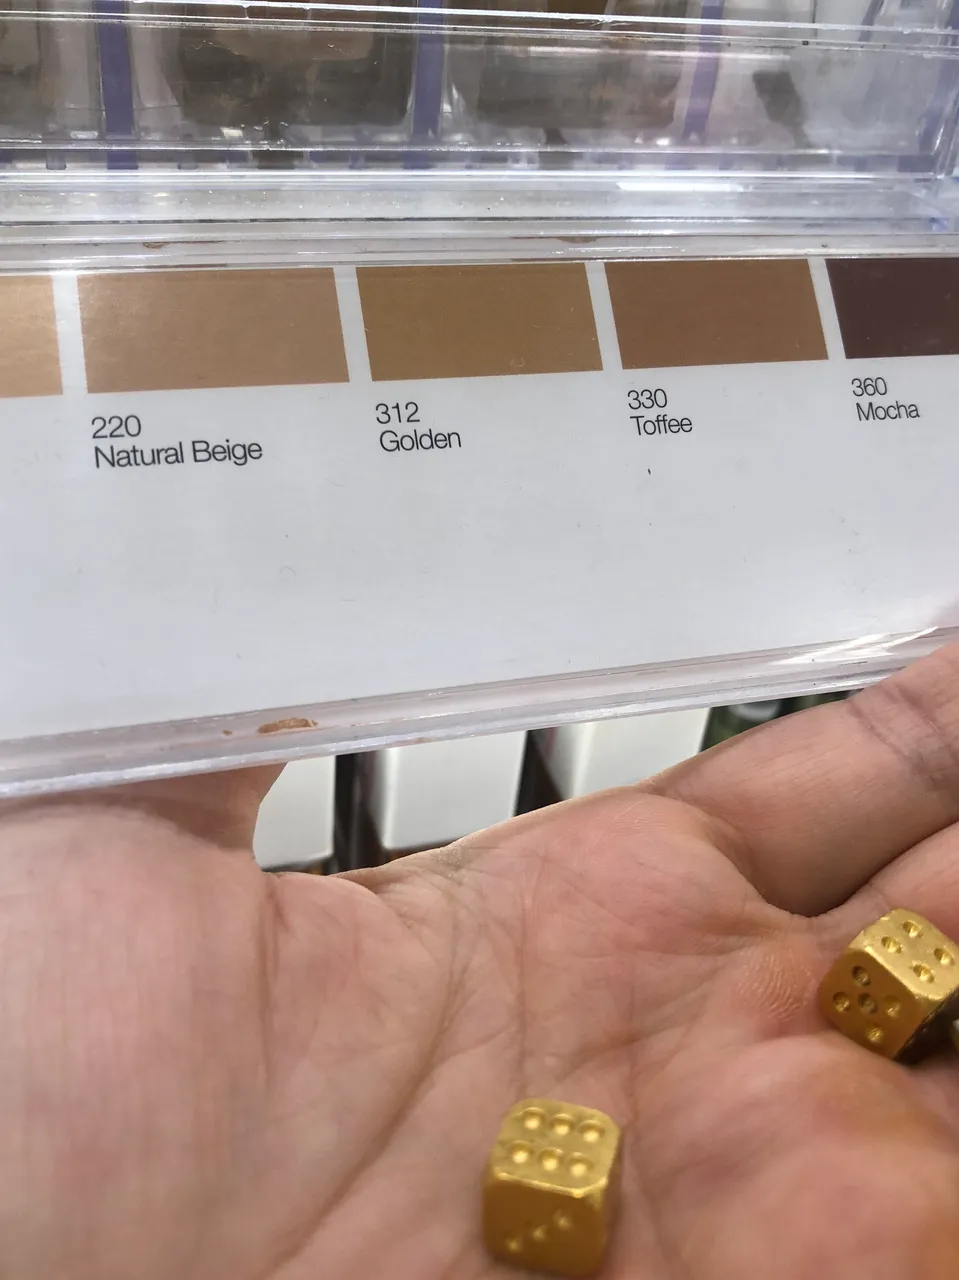 220
Natural Beige
312
Golden
330
Toffee
360
Mocha